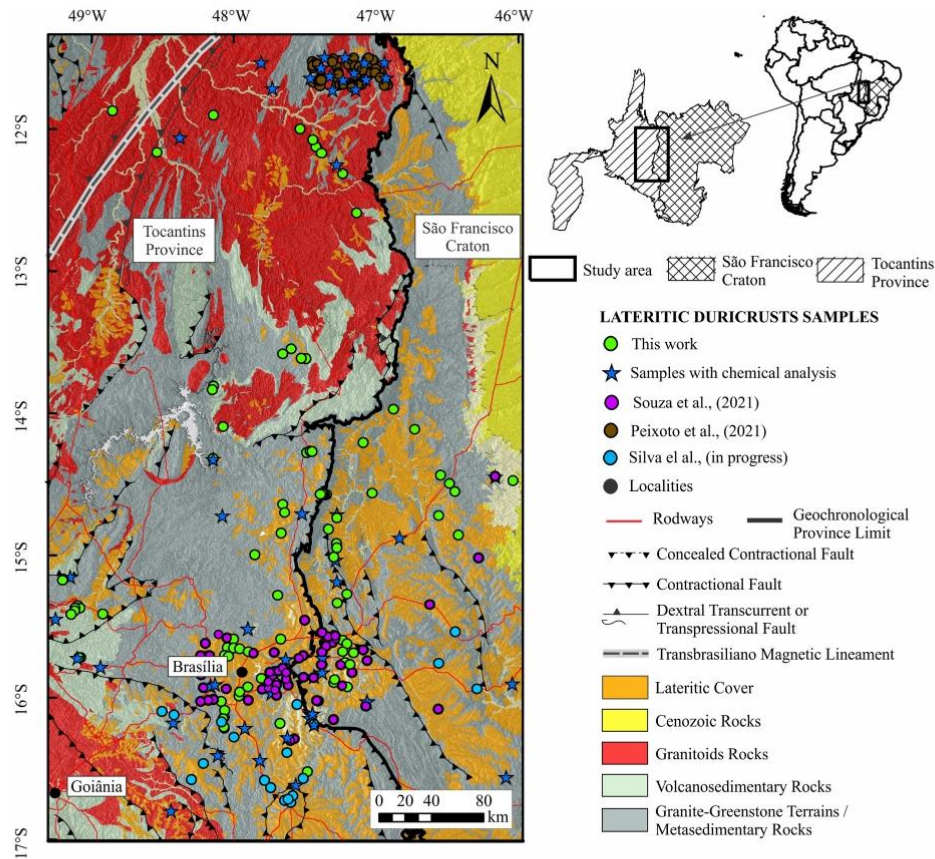 49°W 48°W 47°W 46°W
12°S
13°S
14°S
15°S
16°S
17°S
N
Tocantins
Province
São Francisco
Craton
Brasília
Goiânia
0 20 40 80
km
Study area
São Francisco
Craton
Tocantins
Province
LATERITIC DURICRUSTS SAMPLES
This work
Samples with chemical analysis
Souza et al., (2021)
Peixoto et al., (2021)
Silva el al., (in progress)
Localities
Rodways
Geochronological
Province Limit
Concealed Contractional Fault
Contractional Fault
Dextral Transcurrent or
Transpressional Fault
Transbrasiliano Magnetic Lineament
Lateritic Cover
Cenozoic Rocks
Granitoids Rocks
Volcanosedimentary Rocks
Granite-Greenstone Terrains /
Metasedimentary Rocks